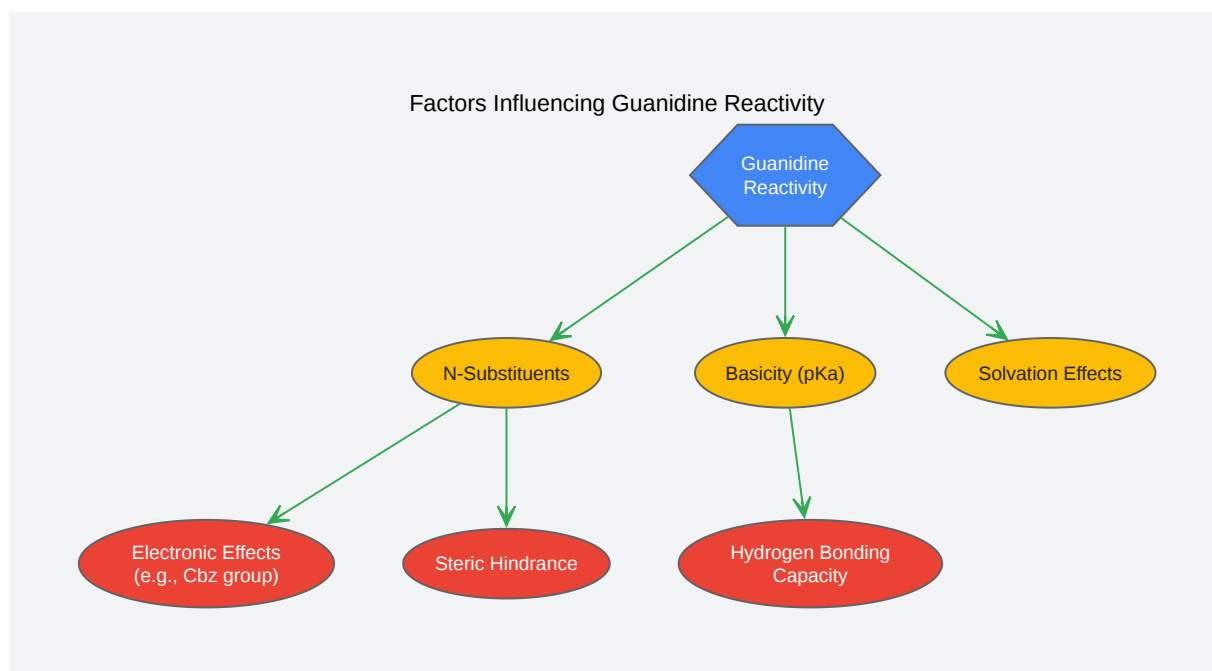 Factors Influencing Guanidine Reactivity
Guanidine
Reactivity
N-Substituents
Basicity (pKa)
Solvation Effects
Electronic Effects
(e.g., Cbz group)
Steric Hindrance
Hydrogen Bonding
Capacity